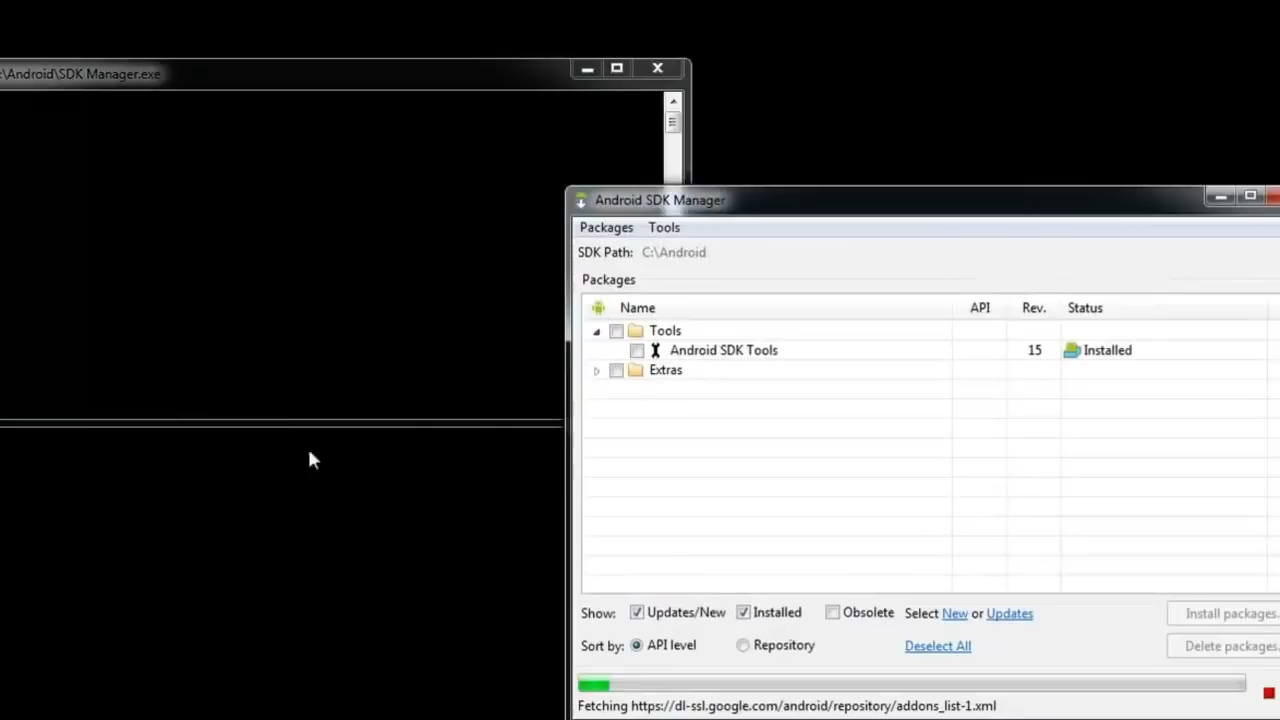 :\Android\SDK Manager.exe
Android SDK Manager
Packages Tools
SDK Path: C:\Android
Packages
Name API Rev. Status
Tools
Android SDK Tools 15 Installed
Extras
Show: Updates/New Installed Obsolete Select New or Updates Install packages.
Sort by: API level Repository Deselect All Delete packages.
Fetching https://dl-ssl.google.com/android/repository/addons_list-1.xml